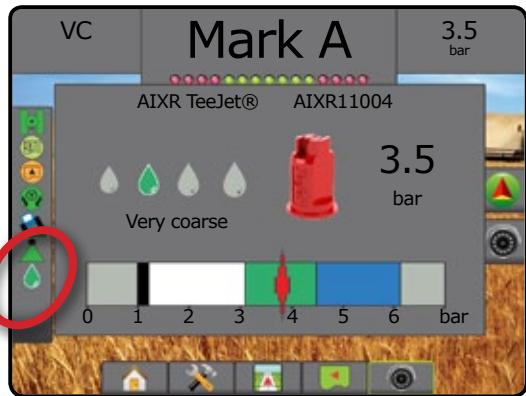 VC
Mark A
3.5
bar
AIXR TeeJet® AIXR11004
3.5
bar
Very coarse
0 1 2 3 4 5 6 bar